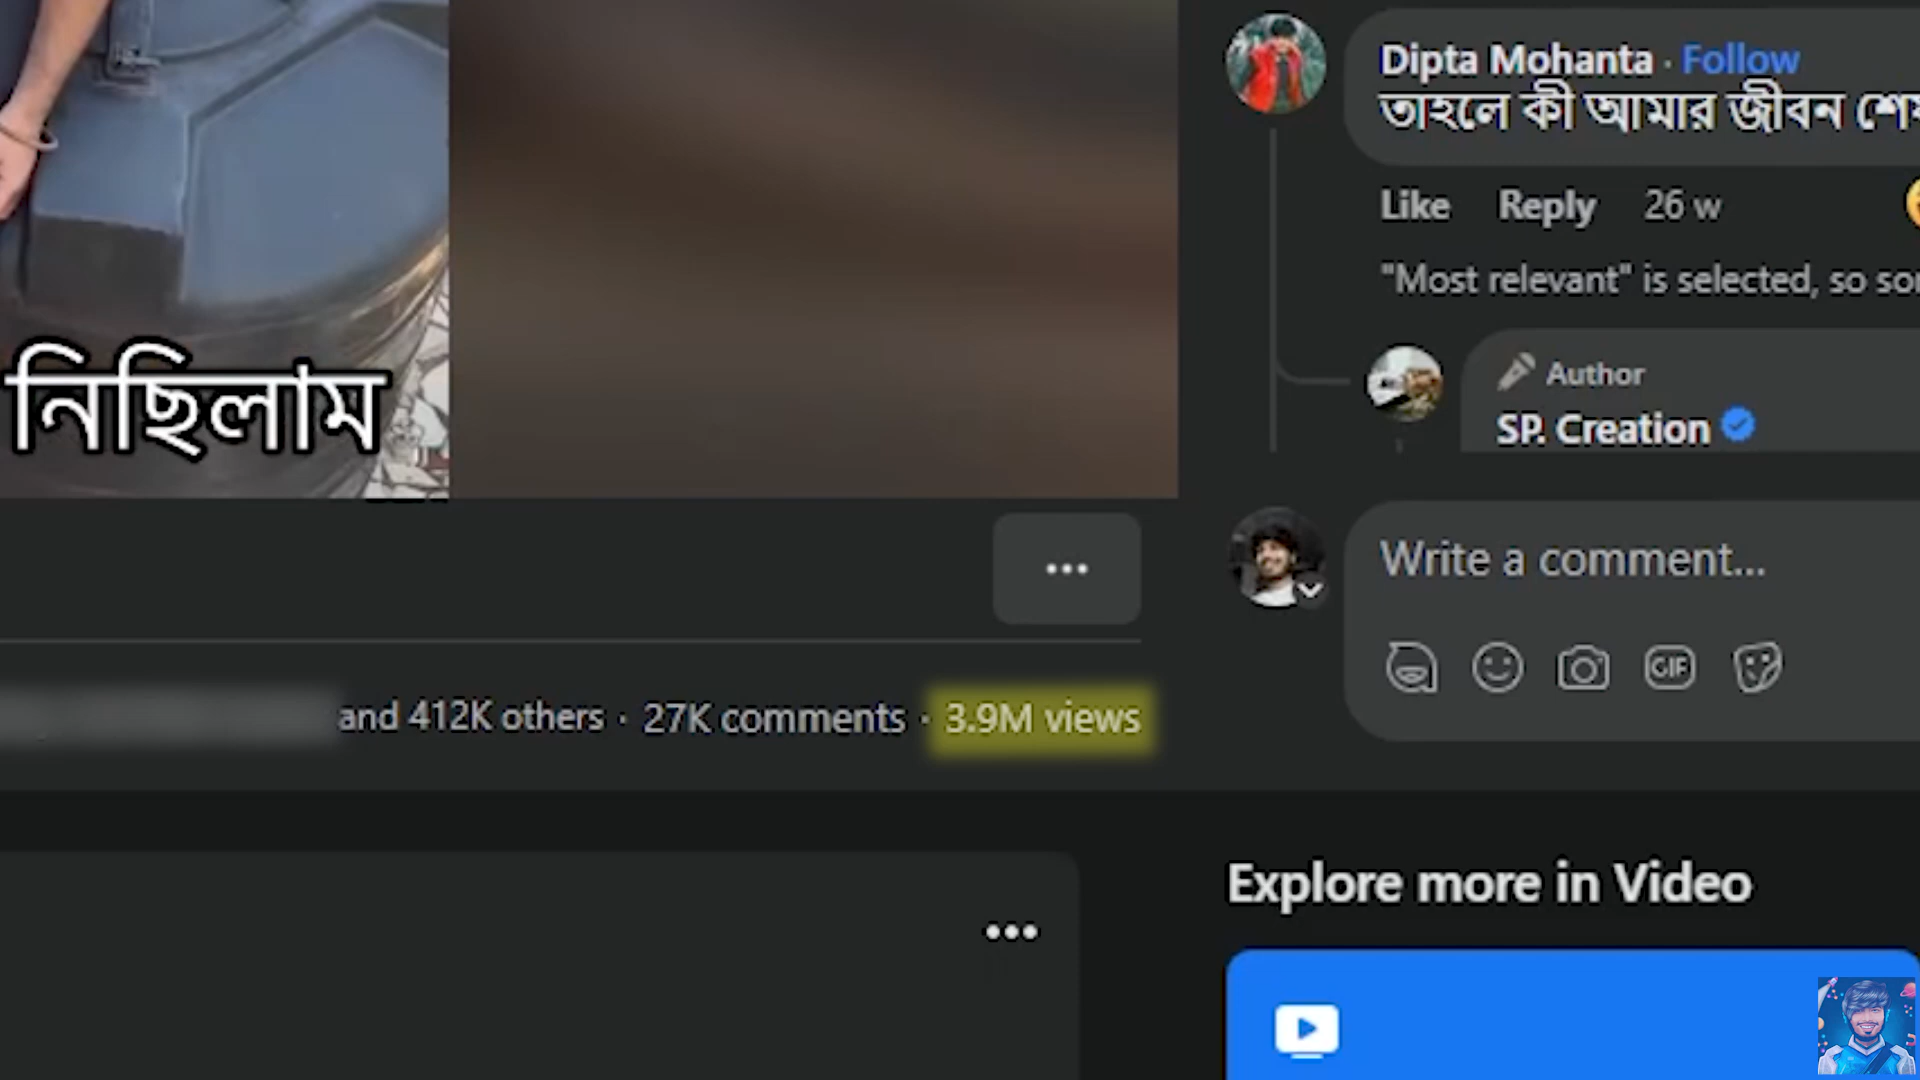 Dipta Mohanta · Follow
তাহলে কী আমার জীবন
Like Reply 26 w
"Most relevant" is selected, so
Author
SP. Creation
নিছিলাম
Write a comment...
GIF
and 412K others · 27K comments · 3.9M views
Explore more in Video